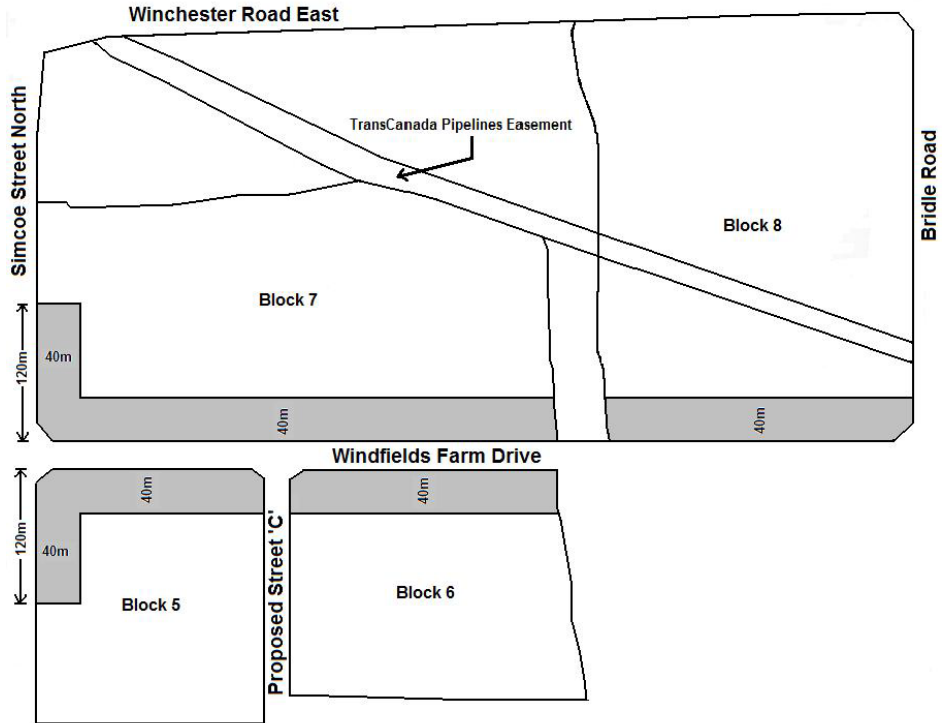 Winchester Road East
Simcoe Street North
TransCanada Pipelines Easement
Bridle Road
Block 8
Block 7
120m
40m
40m
40m
Windfields Farm Drive
120m
40m
40m
40m
Proposed Street 'C'
Block 5
Block 6